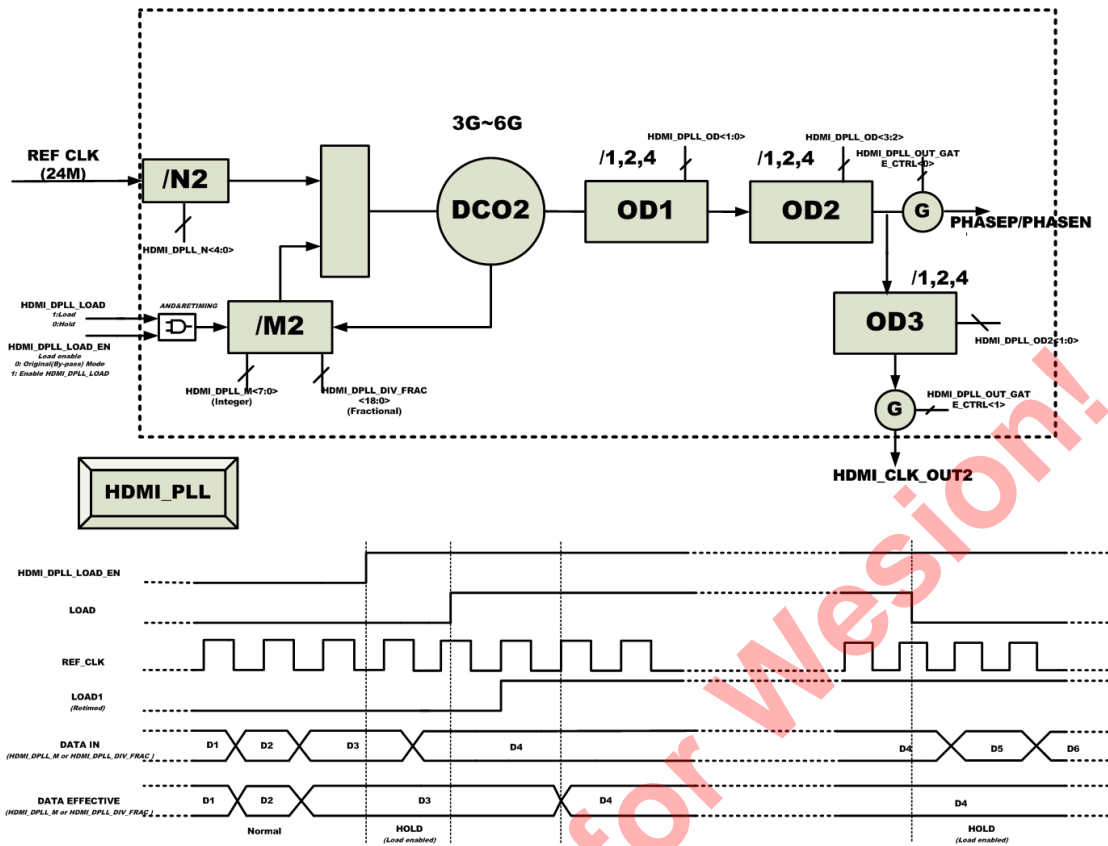 3G~6G
HDMI_DPLL_OD<1:0>
HDMI_DPLL_OD<3:2>
HDMI_DPLL_OUT_GAT
E_CTRL<0>
REF CLK
(24M)
/N2
/1,2,4
/1,2,4
DCO2
OD1
OD2
G
PHASEP/PHASEN
HDMI_DPLL_N<4:0>
/1,2,4
HDMI_DPLL_LOAD
1:Load
0:Hold
AND&RETIMING
/M2
OD3
HDMI_DPLL_OD2<1:0>
HDMI_DPLL_LOAD_EN
Load enable
0: Original(By-pass) Mode
1: Enable HDMI_DPLL_LOAD
HDMI_DPLL_M<7:0>
(Integer)
HDMI_DPLL_DIV_FRAC
<18:0>
(Fractional)
HDMI_DPLL_OUT_GAT
E_CTRL<1>
G
HDMI_CLK_OUT2
HDMI_PLL
HDMI_DPLL_LOAD_EN
LOAD
REF_CLK
LOAD1
(Retimed)
DATA IN
(HDMI_DPLL_M or HDMI_DPLL_DIV_FRAC )
D1 D2 D3 D4 D4 D5 D6
DATA EFFECTIVE
(HDMI_DPLL_M or HDMI_DPLL_DIV_FRAC )
D1 D2 D3 D4 D4
Normal
HOLD
(Load enabled)
HOLD
(Load enabled)
for Wesion!